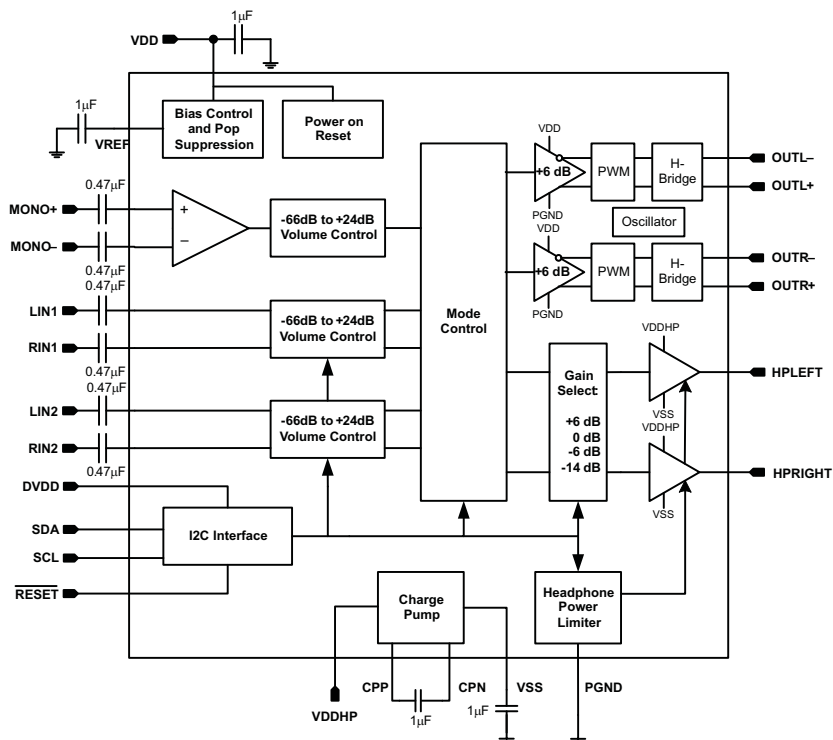 1μF
VDD
1μF
VREF
Bias Control
and Pop
Suppression
Power on
Reset
0.47μF
MONO+
MONO–
0.47μF
+
–
-66dB to +24dB
Volume Control
0.47μF
LIN1
RIN1
0.47μF
-66dB to +24dB
Volume Control
0.47μF
LIN2
RIN2
0.47μF
-66dB to +24dB
Volume Control
Mode
Control
VDD
+6 dB
PGND
PWM
H-
Bridge
OUTL–
OUTL+
Oscillator
VDD
+6 dB
PGND
PWM
H-
Bridge
OUTR–
OUTR+
Gain
Select:
+6 dB
0 dB
-6 dB
-14 dB
VDDHP
VSS
HPLEFT
VDDHP
VSS
HPRIGHT
DVDD
SDA
SCL
RESET
I2C Interface
Charge
Pump
Headphone
Power
Limiter
VDDHP
CPP
CPN
1μF
VSS
1μF
PGND